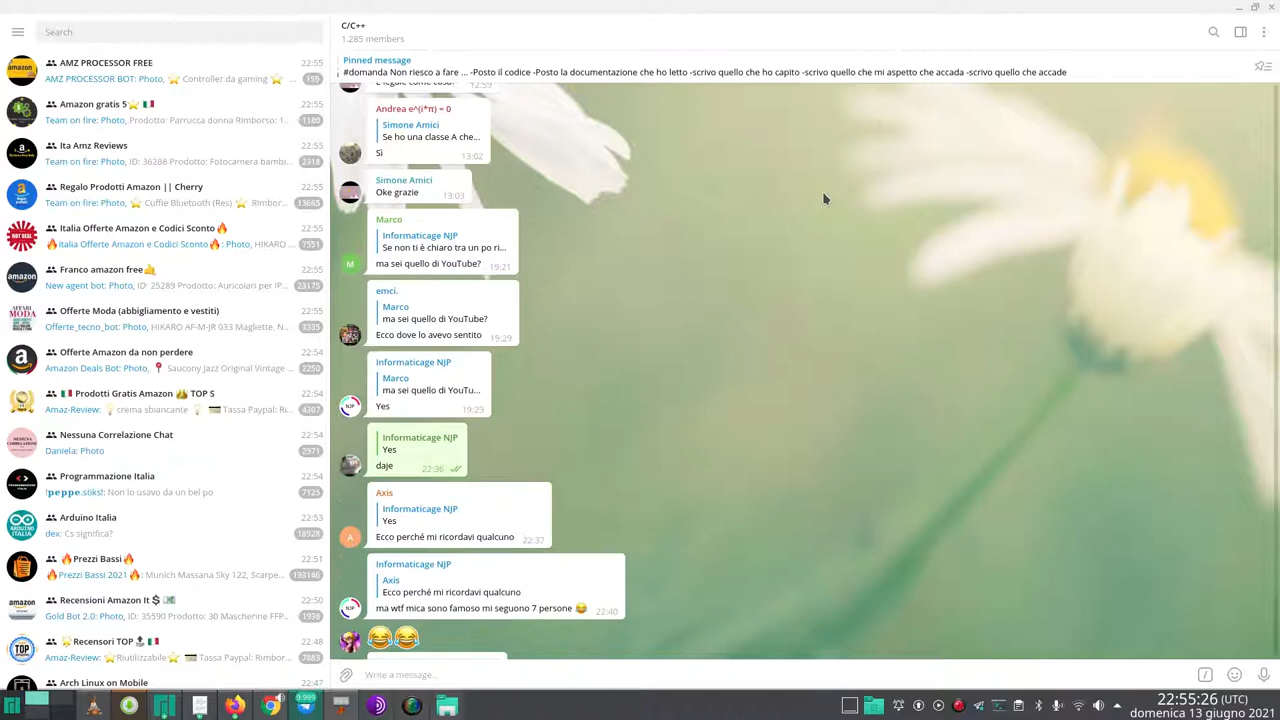 Search
AMZ PROCESSOR FREE 22:55
AMZ PROCESSOR BOT: Photo, ⭐ Controller da gaming ⭐ ... 155
Amazon gratis 5⭐ 🇮🇹 22:55
Team on fire: Photo, Prodotto: Parrucca donna Rimborso: 1... 1180
Ita Amz Reviews 22:55
Team on fire: Photo, ID: 36288 Prodotto: Fotocamera bambi... 2318
Regalo Prodotti Amazon || Cherry 22:55
Team on fire: Photo, ⭐ Cuffie Bluetooth (Res) ⭐ Rimbor... 13665
Italia Offerte Amazon e Codici Sconto🔥 22:55
🔥Italia Offerte Amazon e Codici Sconto🔥: Photo, HIKARO ... 7551
Franco amazon free👍 22:55
New agent bot: Photo, ID: 25289 Prodotto: Auricolari per iP... 23175
Offerte Moda (abbigliamento e vestiti) 22:55
Offerte_tecno_bot: Photo, HIKARO AF-M-JR 033 Magliette, N... 3335
Offerte Amazon da non perdere 22:54
Amazon Deals Bot: Photo, 📍 Saucony Jazz Original Vintage ... 2250
🇮🇹 Prodotti Gratis Amazon 👑 TOP S 22:54
Amaz-Review: 💡 crema sbiancante 💡 💳 Tassa Paypal: Ri... 4307
Nessuna Correlazione Chat 22:54
Daniela: Photo 2971
Programmazione Italia 22:54
!𝗽𝗲𝗽𝗽𝗲.stiks!: Non lo usavo da un bel po 7125
Arduino Italia 22:53
dex: Cs significa? 18928
🔥Prezzi Bassi🔥 22:51
🔥Prezzi Bassi 2021🔥: Munich Massana Sky 122, Scarpe... 193146
Recensioni Amazon It 💲 💵 22:50
Gold Bot 2.0: Photo, ID: 35590 Prodotto: 30 Mascherine FFP... 1938
🌟Recensori TOP 🔝 🇮🇹 22:48
Amaz-Review: ⭐Riutilizzabile⭐ 💳 Tassa Paypal: Rimbor... 7883
Arch Linux on Mobile 22:47
C/C++
1.285 members
Pinned message
#domanda Non riesco a fare ... -Posto il codice -Posto la documentazione che ho letto -scrivo quello che ho capito -scrivo quello che mi aspetto che accada -scrivo quello che accade
12:59
Andrea e^(i*π) = 0
Simone Amici
Se ho una classe A che...
Sì 13:02
Simone Amici
Oke grazie 13:03
Marco
Informaticage NJP
Se non ti è chiaro tra un po ri...
ma sei quello di YouTube? 19:21
emci.
Marco
ma sei quello di YouTube?
Ecco dove lo avevo sentito 19:29
Informaticage NJP
Marco
ma sei quello di YouTu...
Yes 19:29
Informaticage NJP
Yes
daje 22:36
Axis
Informaticage NJP
Yes
Ecco perché mi ricordavi qualcuno 22:37
Informaticage NJP
Axis
Ecco perché mi ricordavi qualcuno
ma wtf mica sono famoso mi seguono 7 persone 😂 22:40
😂😂
Write a message...
9.999
22:55:26 (UTC)
domenica 13 giugno 2021